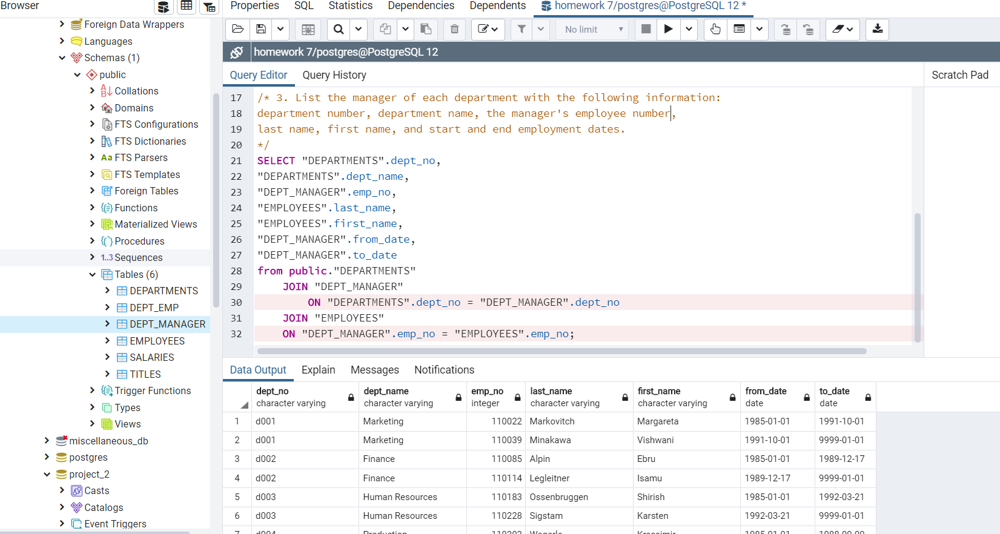 Browser
Properties SQL Statistics Dependencies Dependents homework 7/postgres@PostgreSQL 12 *
No limit
homework 7/postgres@PostgreSQL 12
Query Editor Query History
Scratch Pad
Foreign Data Wrappers
Languages
Schemas (1)
public
Collations
Domains
FTS Configurations
FTS Dictionaries
Aa FTS Parsers
FTS Templates
Foreign Tables
Functions
Materialized Views
Procedures
1..3 Sequences
Tables (6)
DEPARTMENTS
DEPT_EMP
DEPT_MANAGER
EMPLOYEES
SALARIES
TITLES
Trigger Functions
Types
Views
miscellaneous_db
postgres
project_2
Casts
Catalogs
Event Triggers
17 /* 3. List the manager of each department with the following information:
18 department number, department name, the manager's employee number,
19 last name, first name, and start and end employment dates.
20 */
21 SELECT "DEPARTMENTS".dept_no,
22 "DEPARTMENTS".dept_name,
23 "DEPT_MANAGER".emp_no,
24 "EMPLOYEES".last_name,
25 "EMPLOYEES".first_name,
26 "DEPT_MANAGER".from_date,
27 "DEPT_MANAGER".to_date
28 from public."DEPARTMENTS"
29 JOIN "DEPT_MANAGER"
30 ON "DEPARTMENTS".dept_no = "DEPT_MANAGER".dept_no
31 JOIN "EMPLOYEES"
32 ON "DEPT_MANAGER".emp_no = "EMPLOYEES".emp_no;
Data Output Explain Messages Notifications
dept_no dept_name emp_no last_name first_name from_date to_date
character varying character varying integer character varying character varying date date
1 d001 Marketing 110022 Markovitch Margareta 1985-01-01 1991-10-01
2 d001 Marketing 110039 Minakawa Vishwani 1991-10-01 9999-01-01
3 d002 Finance 110085 Alpin Ebru 1985-01-01 1989-12-17
4 d002 Finance 110114 Legleitner Isamu 1989-12-17 9999-01-01
5 d003 Human Resources 110183 Ossenbruggen Shirish 1985-01-01 1992-03-21
6 d003 Human Resources 110228 Sigstam Karsten 1992-03-21 9999-01-01